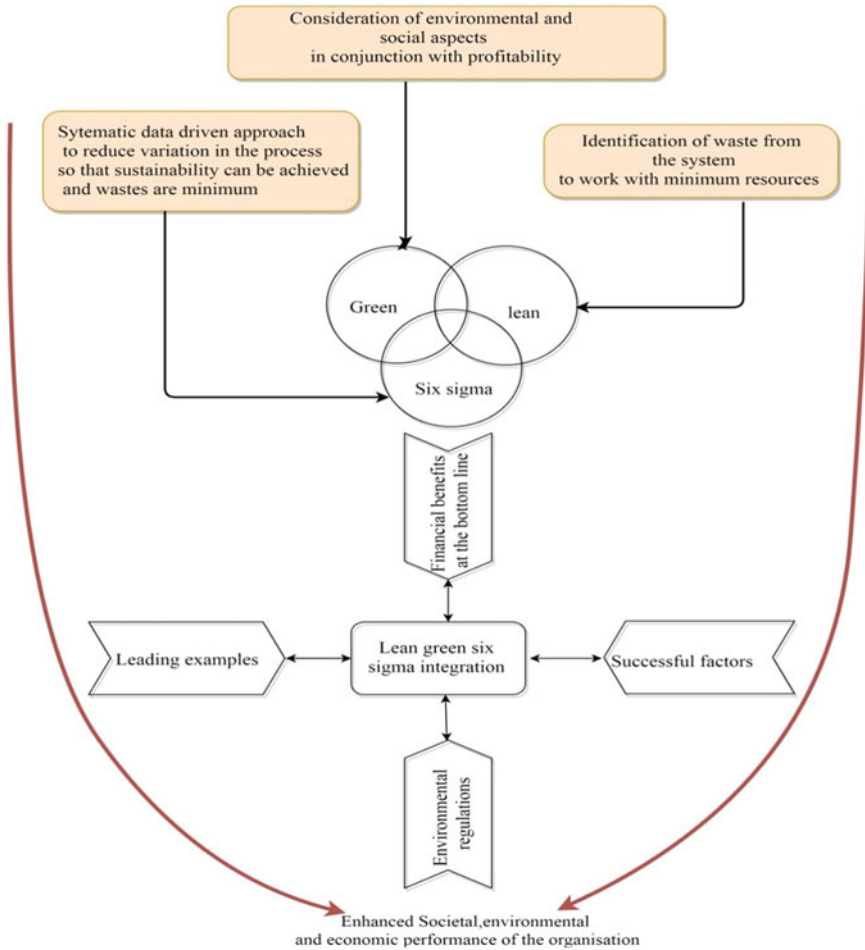 Consideration of environmental and
social aspects
in conjunction with profitability
Sytematic data driven approach
to reduce variation in the process
so that sustainability can be achieved
and wastes are minimum
Identification of waste from
the system
to work with minimum resources
Green
lean
Six sigma
Financial benefits
at the bottom line
Leading examples
Lean green six
sigma integration
Successful factors
Environmental
regulations
Enhanced Societal,environmental
and economic performance of the organisation